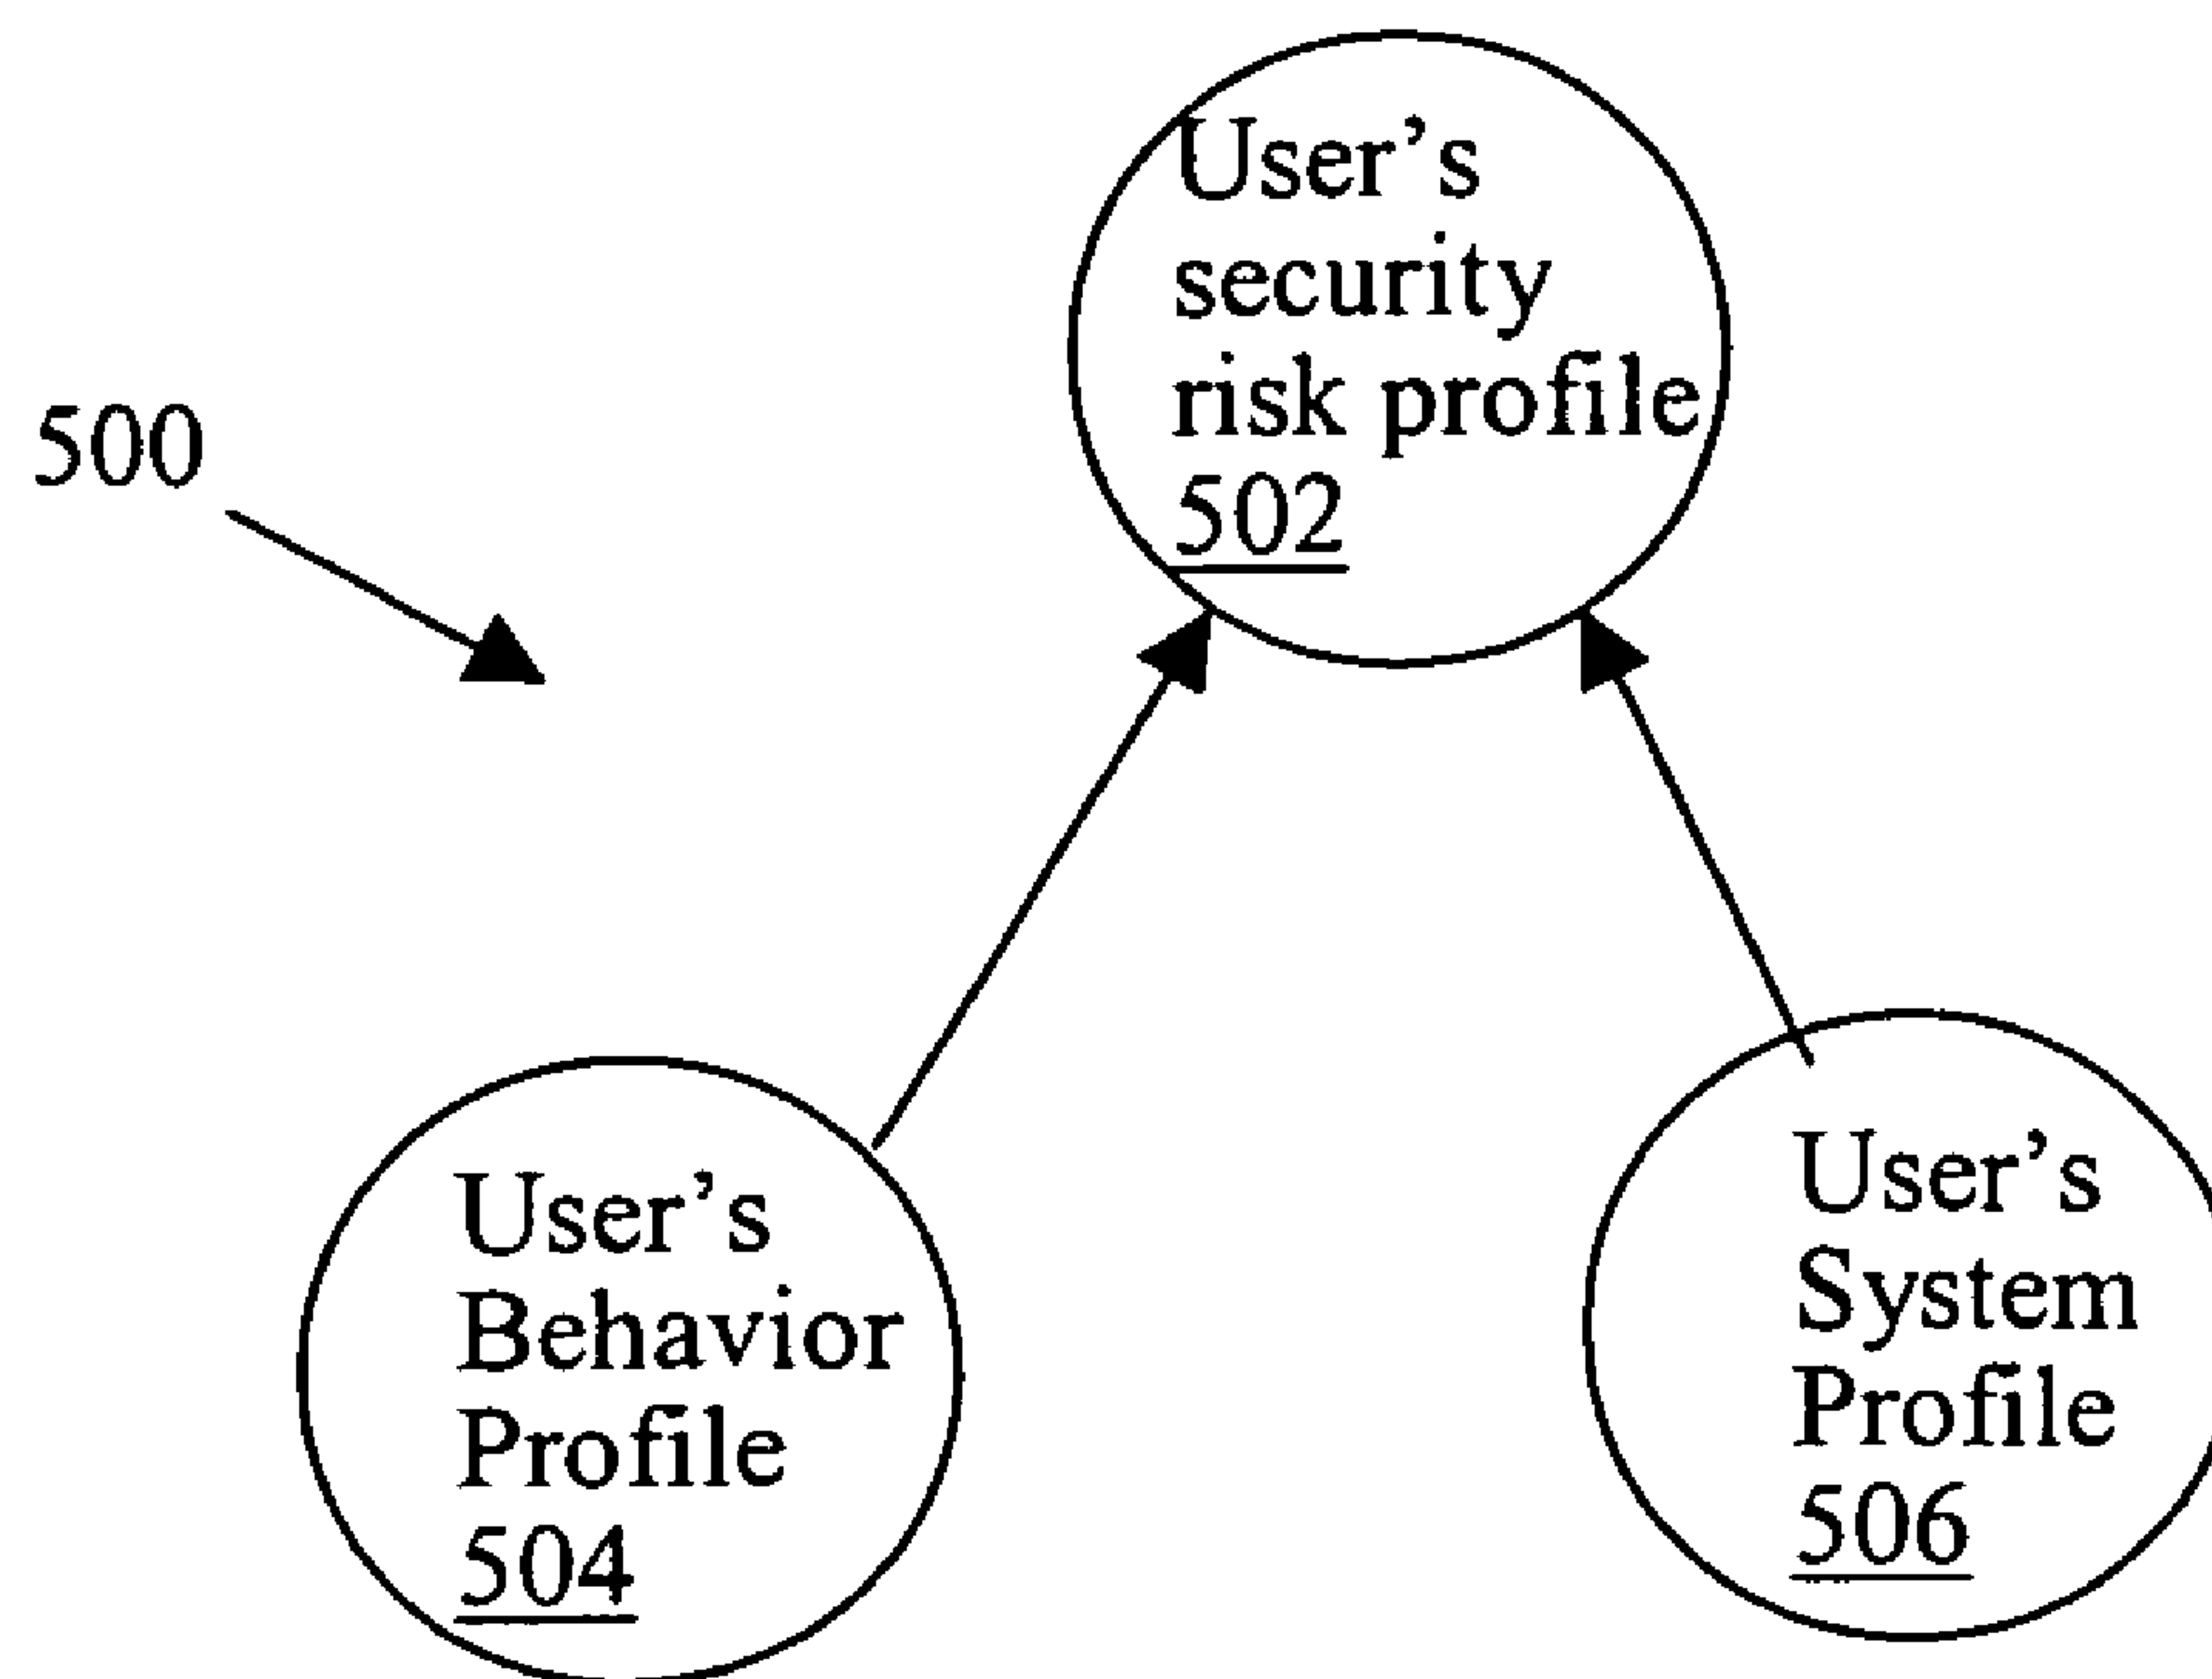 User’s
security
risk profile
502
500
User’s
Behavior
Profile
504
User’s
System
Profile
506